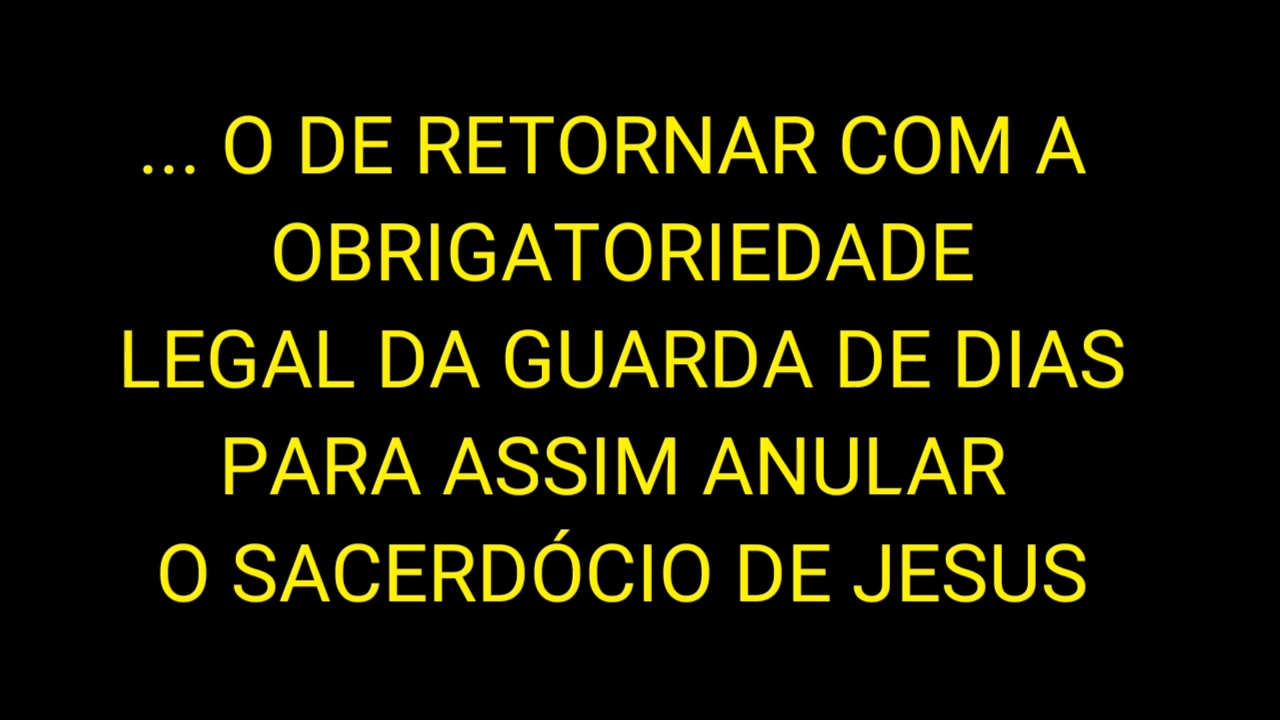 ... O DE RETORNAR COM A
OBRIGATORIEDADE
LEGAL DA GUARDA DE DIAS
PARA ASSIM ANULAR
O SACERDÓCIO DE JESUS